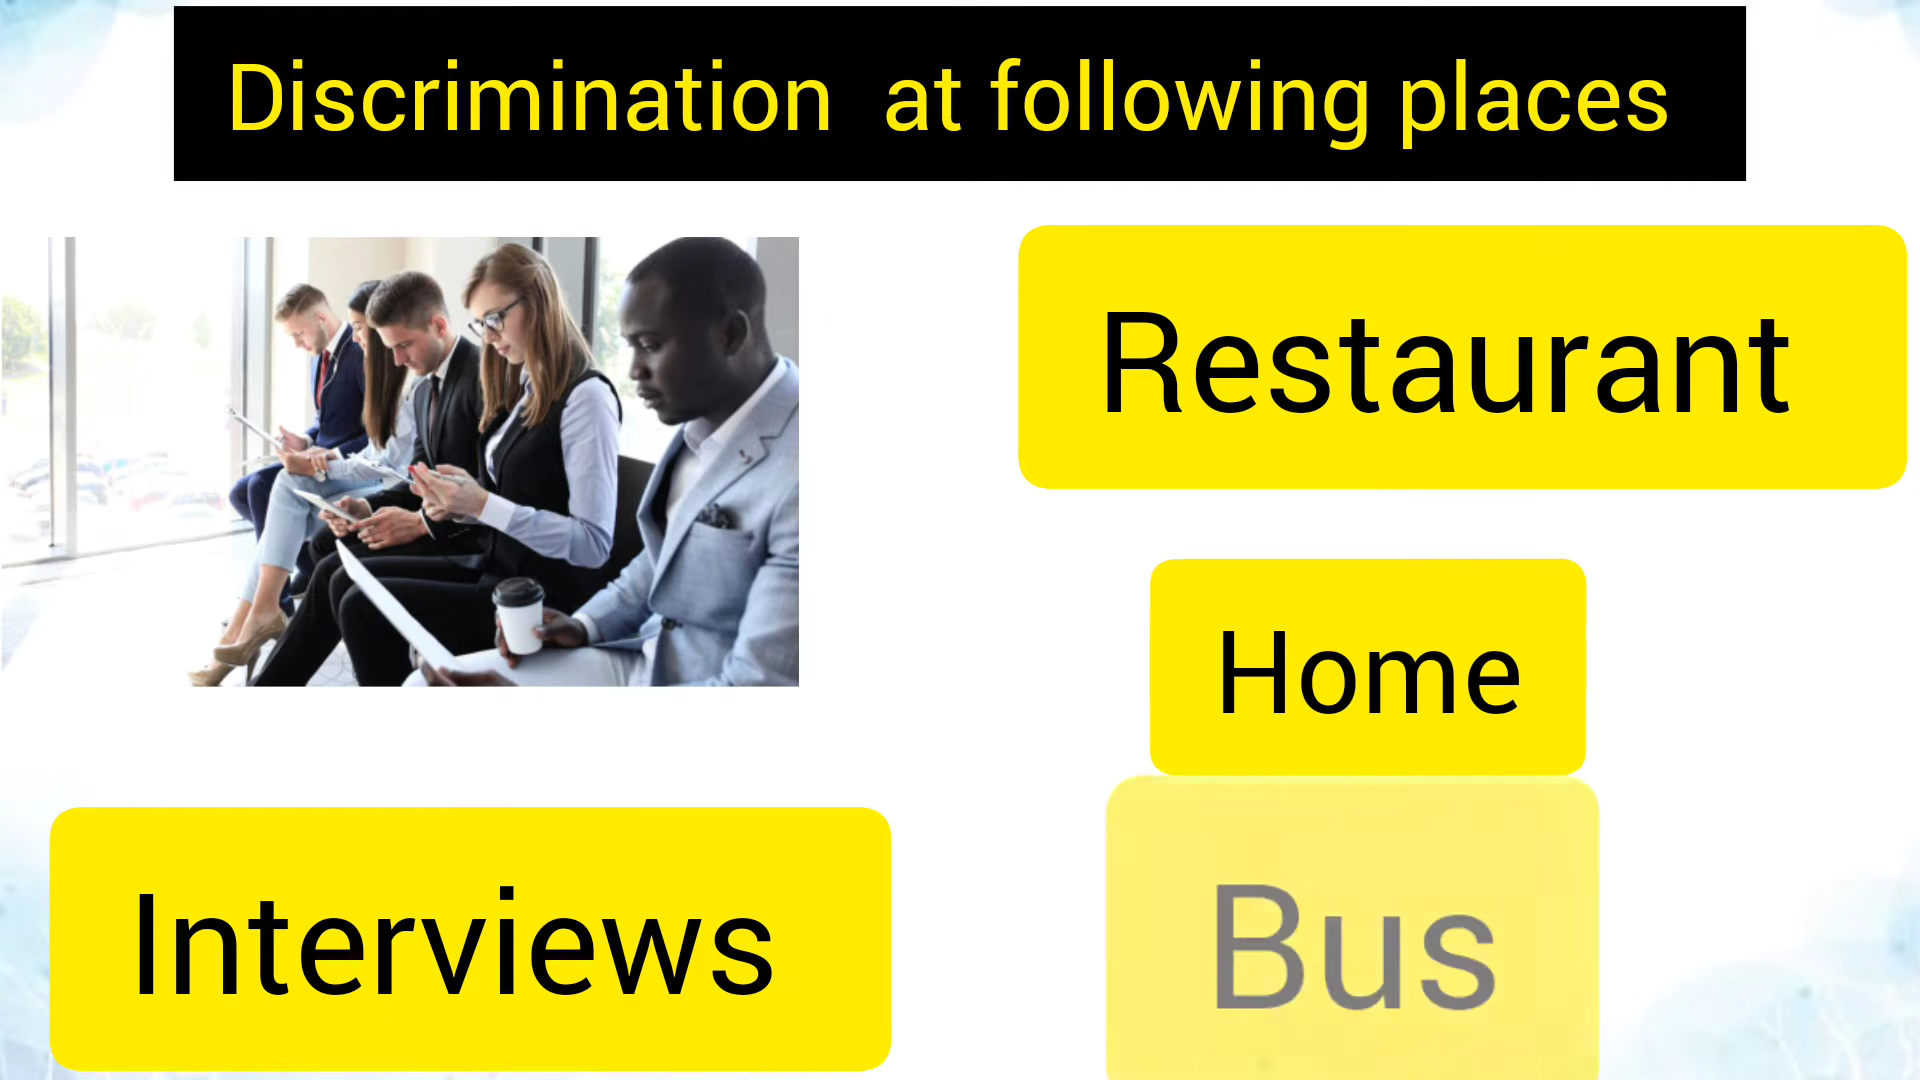 Discrimination  at following places
Restaurant
Home
Interviews
Bus